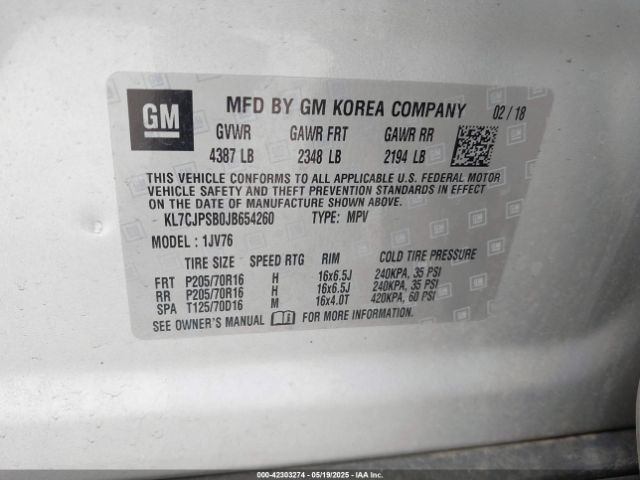 GM MFD BY GM KOREA COMPANY 02 / 18
GVWR GAWR FRT GAWR RR
4387 LB 2348 LB 2194 LB
THIS VEHICLE CONFORMS TO ALL APPLICABLE U.S. FEDERAL MOTOR
VEHICLE SAFETY AND THEFT PREVENTION STANDARDS IN EFFECT
ON THE DATE OF MANUFACTURE SHOWN ABOVE.
KL7CJPSB0JB654260 TYPE: MPV
MODEL : 1JV76
TIRE SIZE SPEED RTG RIM COLD TIRE PRESSURE
FRT P205/70R16 H 16x6.5J 240KPA, 35 PSI
RR P205/70R16 H 16x6.5J 240KPA, 35 PSI
SPA T125/70D16 M 16x4.0T 420KPA, 60 PSI
SEE OWNER'S MANUAL FOR MORE INFORMATION.
000-42303274 - 05/19/2025 - IAA Inc.